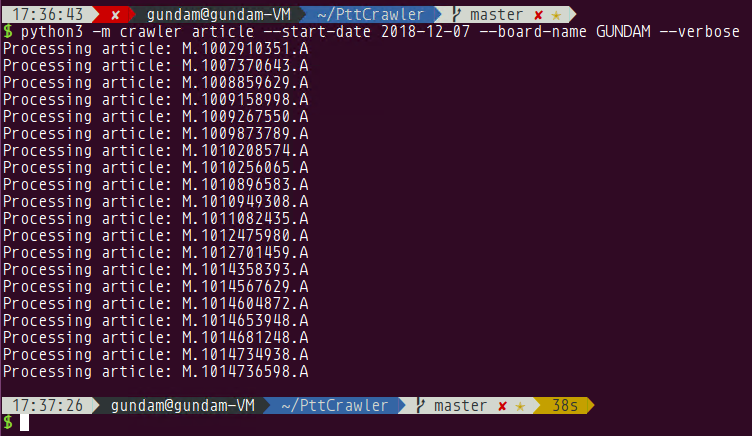 17:36:43 ✘ gundam@gundam-VM ~/PttCrawler master ✘ ★
$ python3 -m crawler article --start-date 2018-12-07 --board-name GUNDAM --verbose
Processing article: M.1002910351.A
Processing article: M.1007370643.A
Processing article: M.1008859629.A
Processing article: M.1009158998.A
Processing article: M.1009267550.A
Processing article: M.1009873789.A
Processing article: M.1010208574.A
Processing article: M.1010256065.A
Processing article: M.1010896583.A
Processing article: M.1010949308.A
Processing article: M.1011082435.A
Processing article: M.1012475980.A
Processing article: M.1012701459.A
Processing article: M.1014358393.A
Processing article: M.1014567629.A
Processing article: M.1014604872.A
Processing article: M.1014653948.A
Processing article: M.1014681248.A
Processing article: M.1014734938.A
Processing article: M.1014736598.A
17:37:26 gundam@gundam-VM ~/PttCrawler master ✘ ★ 38s
$